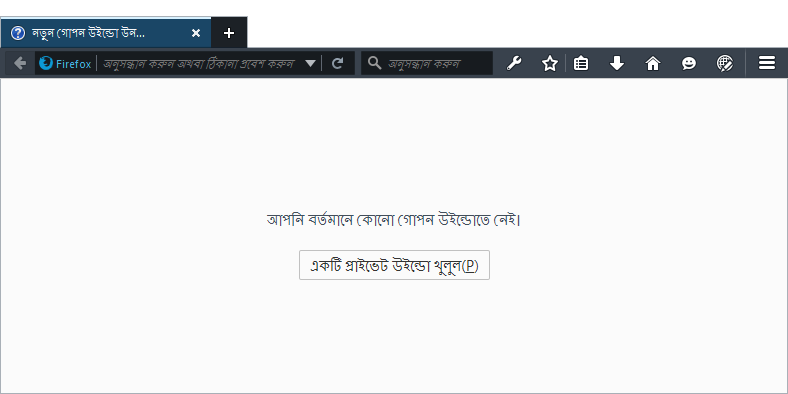 নতুন গোপন উইন্ডো উন...
Firefox অনুসন্ধান করুন অথবা ঠিকানা প্রবেশ করুন অনুসন্ধান করুন
আপনি বর্তমানে কোনো গোপন উইন্ডোতে নেই।
একটি প্রাইভেট উইন্ডো খুলুল(P)